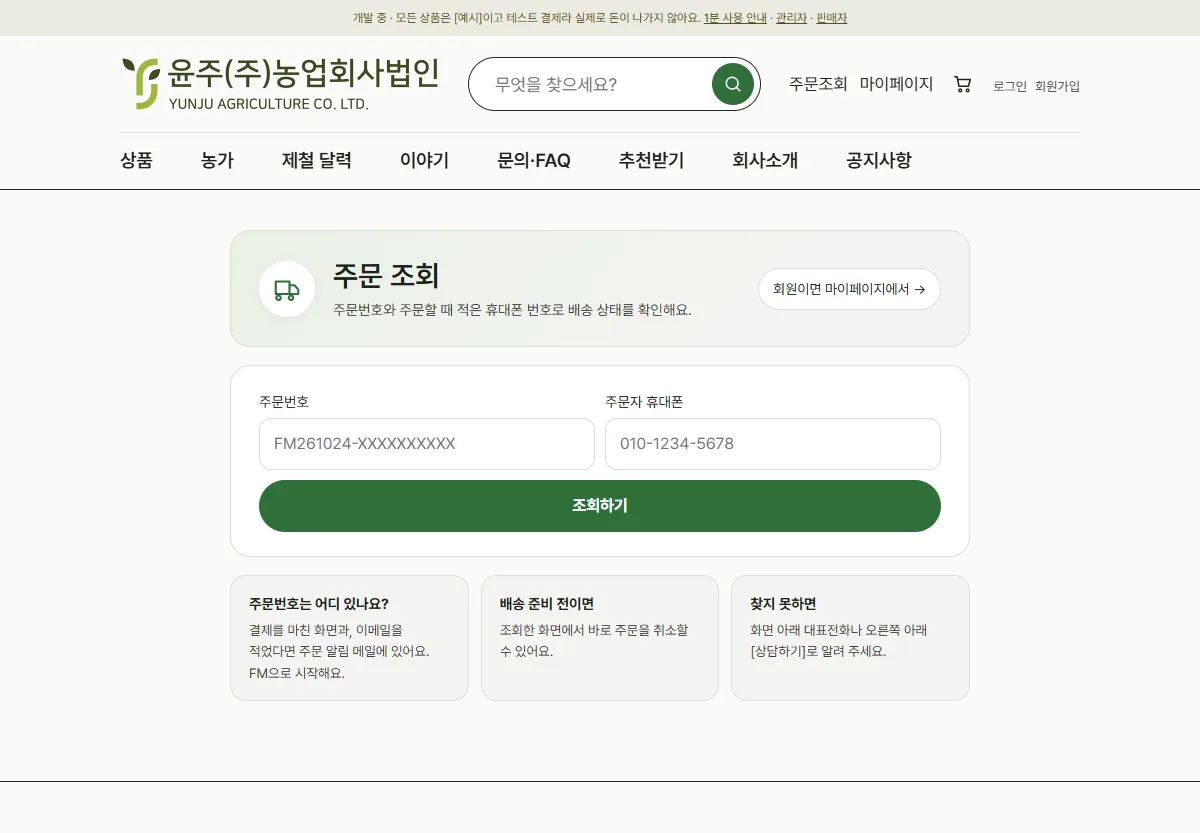 개발 중 · 모든 상품은 [예시]이고 테스트 결제라 실제로 돈이 나가지 않아요. 1분 사용 안내 · 관리자 · 판매자
윤주(주)농업회사법인
YUNJU AGRICULTURE CO. LTD.
무엇을 찾으세요?
주문조회 마이페이지
로그인 회원가입
상품 농가 제철 달력 이야기 문의·FAQ 추천받기 회사소개 공지사항
주문 조회
주문번호와 주문할 때 적은 휴대폰 번호로 배송 상태를 확인해요.
회원이면 마이페이지에서 →
주문번호
FM261024-XXXXXXXXXX
주문자 휴대폰
010-1234-5678
조회하기
주문번호는 어디 있나요?
결제를 마친 화면과, 이메일을
적었다면 주문 알림 메일에 있어요.
FM으로 시작해요.
배송 준비 전이면
조회한 화면에서 바로 주문을 취소할
수 있어요.
찾지 못하면
화면 아래 대표전화나 오른쪽 아래
[상담하기]로 알려 주세요.